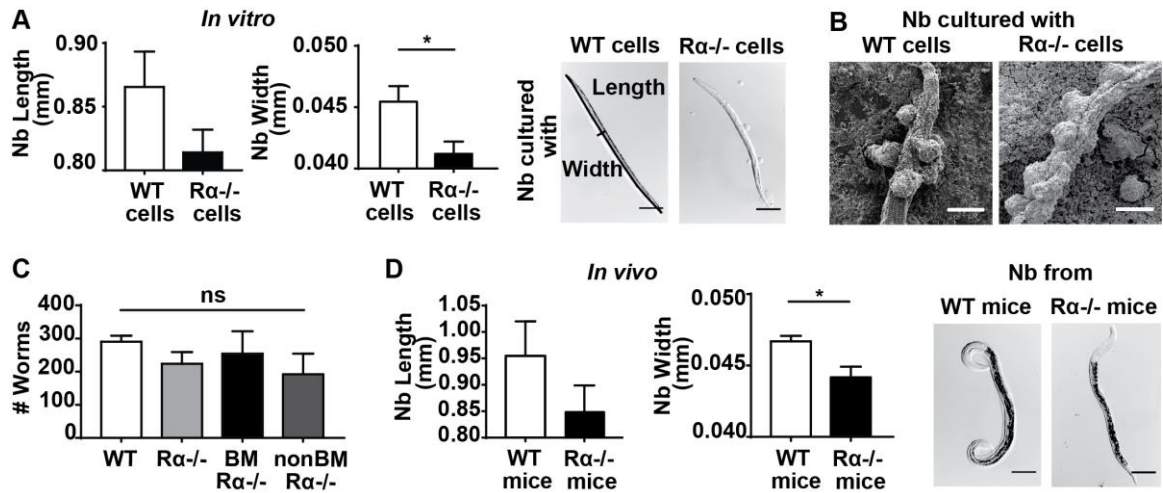 A
In vitro
0.90
0.85
0.80
Nb Length
(mm)
WT
cells
Rα-/-
cells
0.050
0.045
0.040
Nb Width
(mm)
*
WT
cells
Rα-/-
cells
Nb cultured
with
WT cells
Rα-/- cells
Length
Width
B
Nb cultured with
WT cells
Rα-/- cells
C
400
300
200
100
0
# Worms
ns
WT
Rα-/-
BM
Rα-/-
nonBM
Rα-/-
D
In vivo
1.05
1.00
0.95
0.90
0.85
0.80
Nb Length
(mm)
WT
mice
Rα-/-
mice
0.050
0.045
0.040
Nb Width
(mm)
*
WT
mice
Rα-/-
mice
Nb from
WT mice
Rα-/- mice